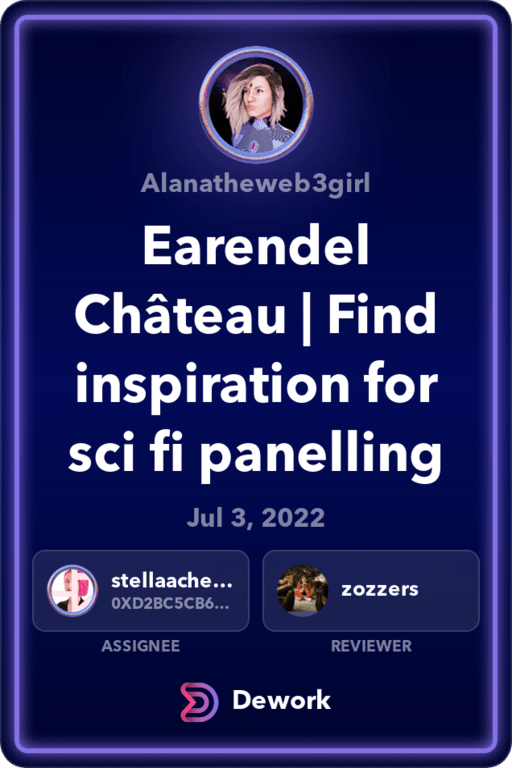 Alanatheweb3girl
Earendel
Château | Find
inspiration for
sci fi panelling
Jul 3, 2022
stellaache...
0XD2BC5CB6...
ASSIGNEE
zozzers
REVIEWER
Dework